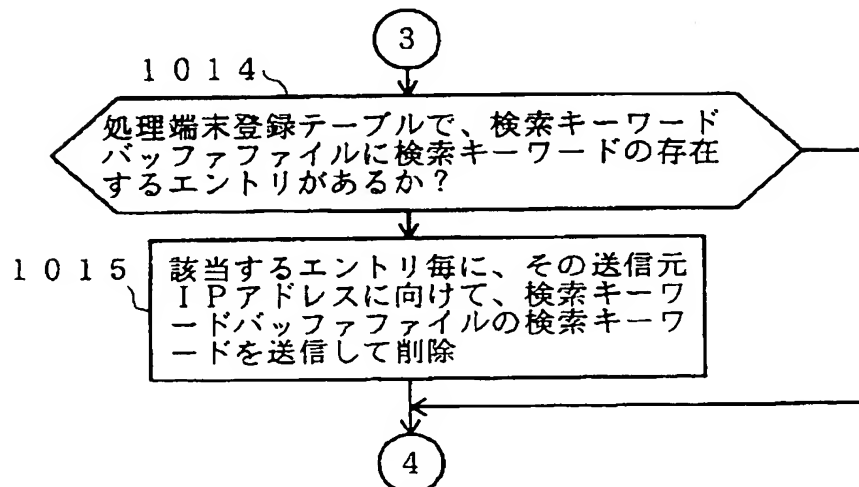 3
１０１４
処理端末登録テーブルで、検索キーワード
バッファファイルに検索キーワードの存在
するエントリがあるか？
１０１５
該当するエントリ毎に、その送信元
ＩＰアドレスに向けて、検索キーワ
ードバッファファイルの検索キーワ
ードを送信して削除
4